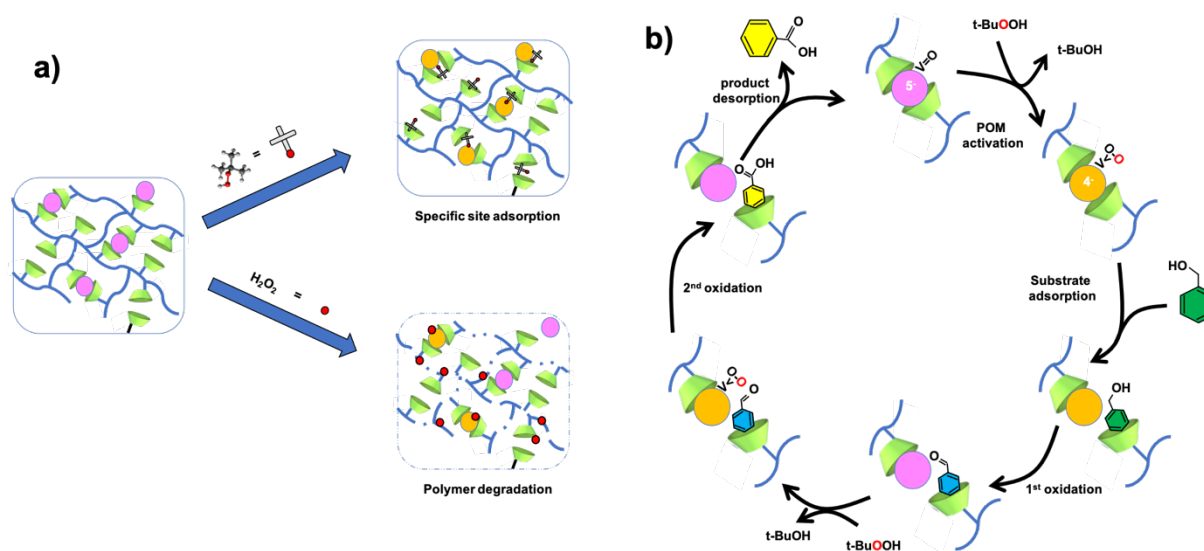 a)
=
Specific site adsorption
H₂O₂ =
Polymer degradation
b)
O
OH
product
desorption
V=O
5⁻
t-BuOOH
t-BuOH
POM
activation
V
O
O
4⁻
Substrate
adsorption
HO
OH
1st oxidation
O
t-BuOOH
t-BuOH
V
O
O
O
2nd oxidation
O
OH